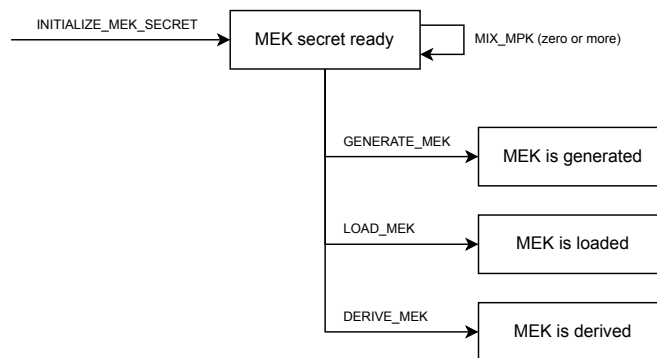 INITIALIZE_MEK_SECRET
MEK secret ready
MIX_MPK (zero or more)
GENERATE_MEK
MEK is generated
LOAD_MEK
MEK is loaded
DERIVE_MEK
MEK is derived